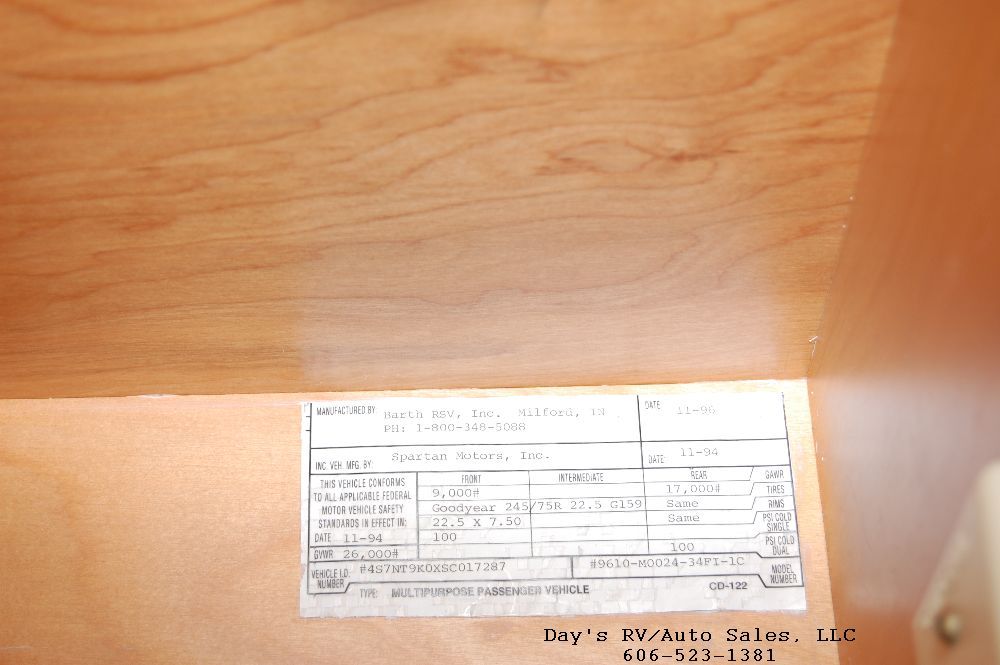 MANUFACTURED BY Barth RSV, Inc. Milford, IN DATE 11-96
PH: 1-800-348-5088
INC. VEH. MFG. BY: Spartan Motors, Inc. DATE: 11-94
THIS VEHICLE CONFORMS FRONT INTERMEDIATE REAR GAWR
TO ALL APPLICABLE FEDERAL 9,000# 17,000# TIRES
MOTOR VEHICLE SAFETY Goodyear 245/75R 22.5 G159 Same RIMS
STANDARDS IN EFFECT IN: 22.5 X 7.50 Same PSI COLD SINGLE
DATE 11-94 100
GVWR 26,000# 100 PSI COLD DUAL
VEHICLE I.D. NUMBER #4S7NT9K0XSC017287 #9610-M0024-34FI-1C MODEL NUMBER
TYPE: MULTIPURPOSE PASSENGER VEHICLE CD-122
Day's RV/Auto Sales, LLC
606-523-1381